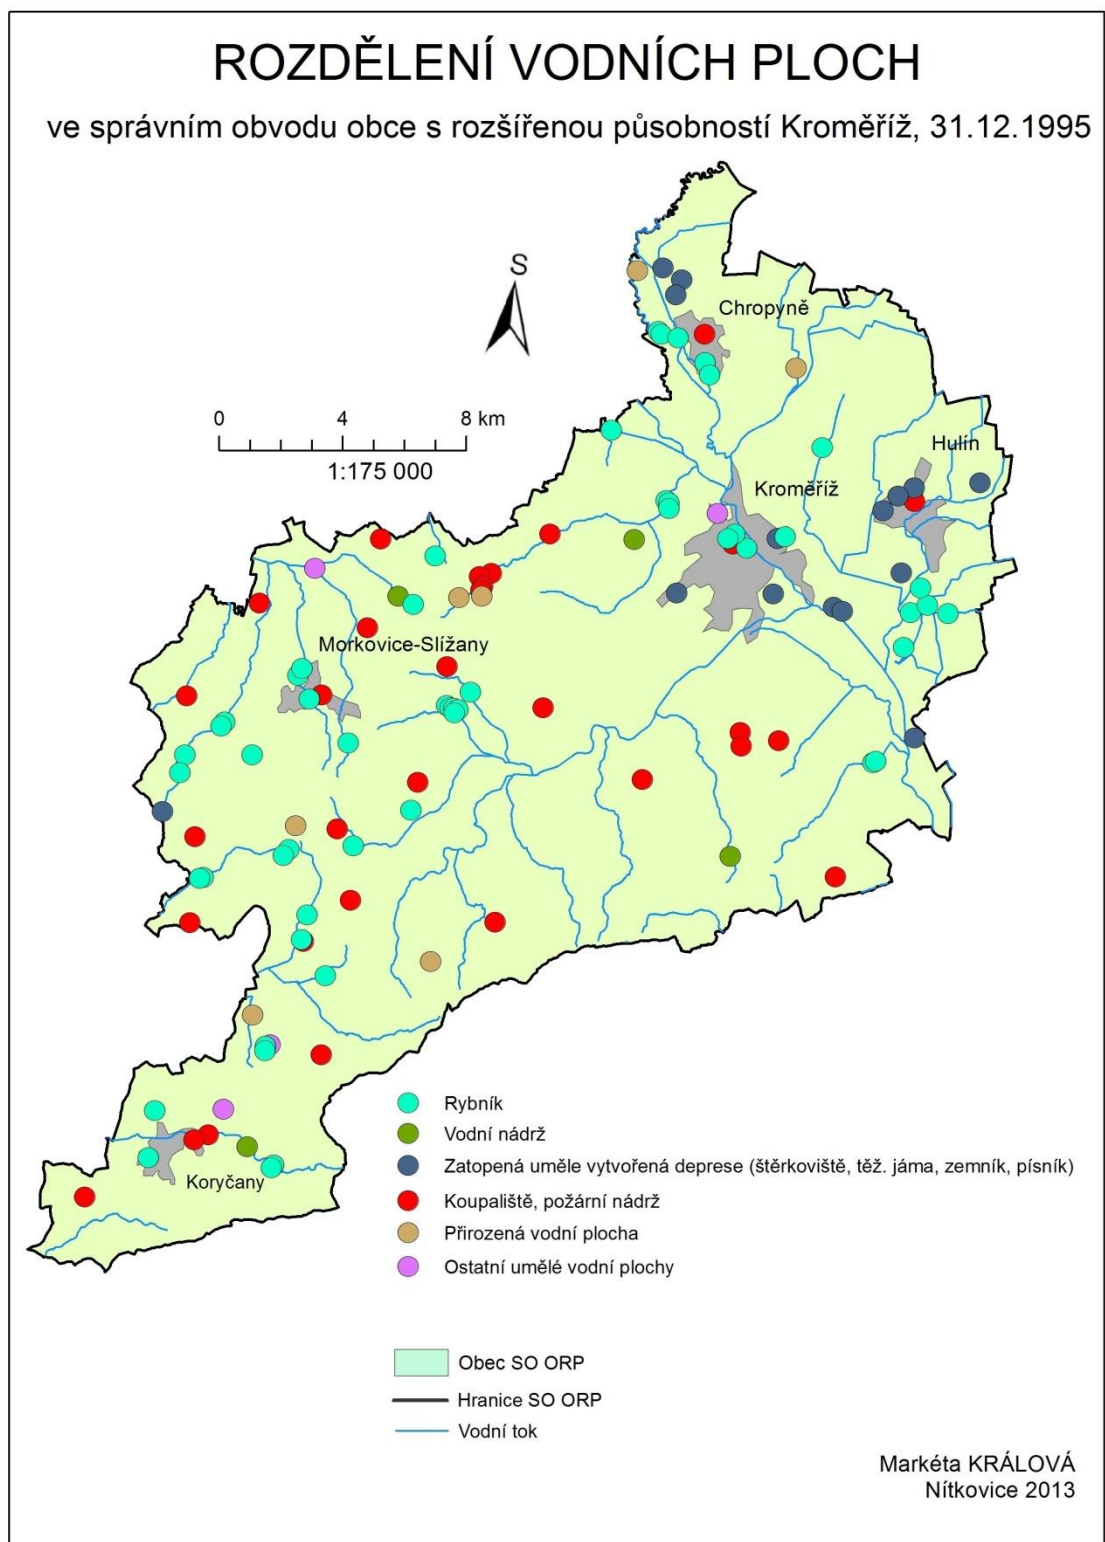 ROZDĚLENÍ VODNÍCH PLOCH
ve správním obvodu obce s rozšířenou působností Kroměříž, 31.12.1995
S
Chropyně
0 4 8 km
1:175 000
Hulín
Kroměříž
Morkovice-Slížany
Koryčany
Rybník
Vodní nádrž
Zatopená uměle vytvořená deprese (štěrkoviště, těž. jáma, zemník, písník)
Koupaliště, požární nádrž
Přirozená vodní plocha
Ostatní umělé vodní plochy
Obec SO ORP
Hranice SO ORP
Vodní tok
Markéta KRÁLOVÁ
Nítkovice 2013